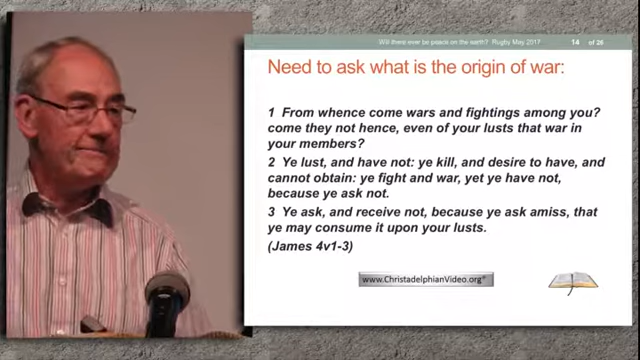 Will there ever be peace on the earth? Rugby May 2017
14 of 26
Need to ask what is the origin of war:
1 From whence come wars and fightings among you?
come they not hence, even of your lusts that war in
your members?
2 Ye lust, and have not: ye kill, and desire to have, and
cannot obtain: ye fight and war, yet ye have not,
because ye ask not.
3 Ye ask, and receive not, because ye ask amiss, that
ye may consume it upon your lusts.
(James 4v1-3)
www.ChristadelphianVideo.org